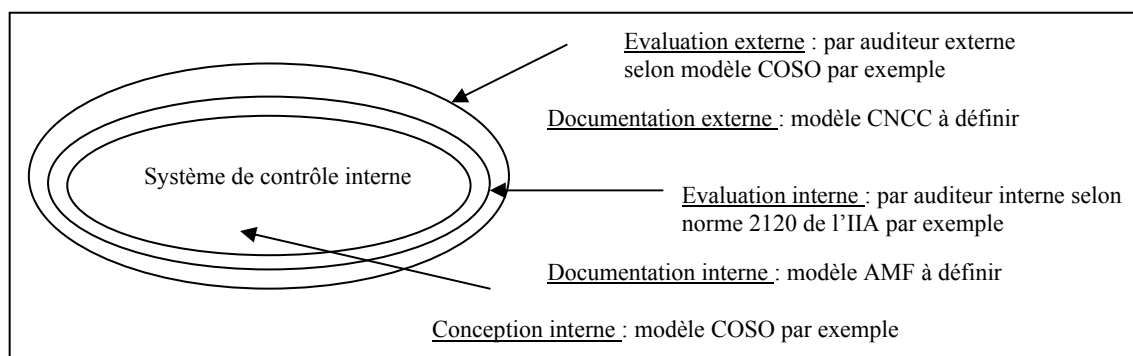 Evaluation externe : par auditeur externe
selon modèle COSO par exemple
Documentation externe : modèle CNCC à définir
Système de contrôle interne
Evaluation interne : par auditeur interne selon
norme 2120 de l'IIA par exemple
Documentation interne : modèle AMF à définir
Conception interne : modèle COSO par exemple